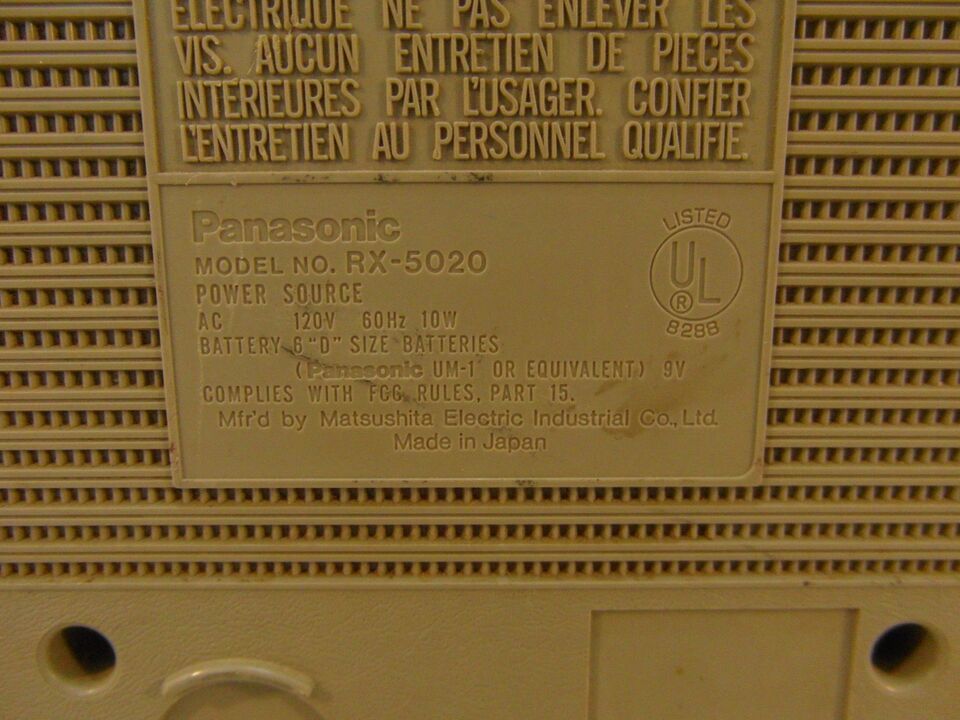 ELECTRIQUE NE PAS ENLEVER LES
VIS. AUCUN ENTRETIEN DE PIECES
INTERIEURES PAR L'USAGER. CONFIER
L'ENTRETIEN AU PERSONNEL QUALIFIE.
Panasonic
MODEL NO. RX-5020
POWER SOURCE
AC 120V 60Hz 10W
BATTERY 6 "D" SIZE BATTERIES
(Panasonic UM-1 OR EQUIVALENT) 9V
COMPLIES WITH FCC RULES, PART 15.
Mfr'd by Matsushita Electric Industrial Co., Ltd.
Made in Japan
LISTED
UL
®
828B